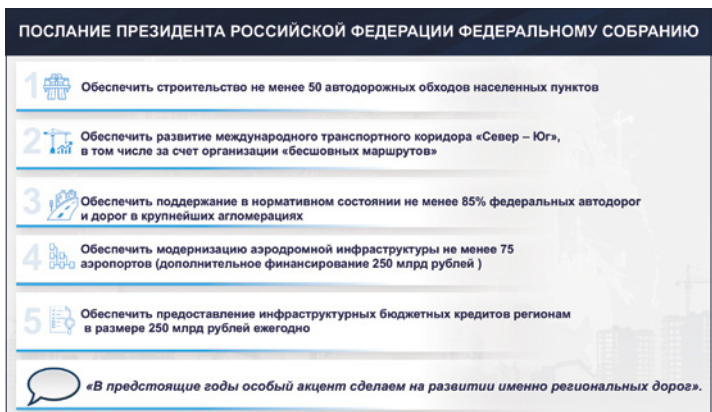 ПОСЛАНИЕ ПРЕЗИДЕНТА РОССИЙСКОЙ ФЕДЕРАЦИИ ФЕДЕРАЛЬНОМУ СОБРАНИЮ
1 Обеспечить строительство не менее 50 автодорожных обходов населенных пунктов
2 Обеспечить развитие международного транспортного коридора «Север – Юг»,
в том числе за счет организации «бесшовных маршрутов»
3 Обеспечить поддержание в нормативном состоянии не менее 85% федеральных автодорог
и дорог в крупнейших агломерациях
4 Обеспечить модернизацию аэродромной инфраструктуры не менее 75
аэропортов (дополнительное финансирование 250 млрд рублей )
5 Обеспечить предоставление инфраструктурных бюджетных кредитов регионам
в размере 250 млрд рублей ежегодно
«В предстоящие годы особый акцент сделаем на развитии именно региональных дорог».